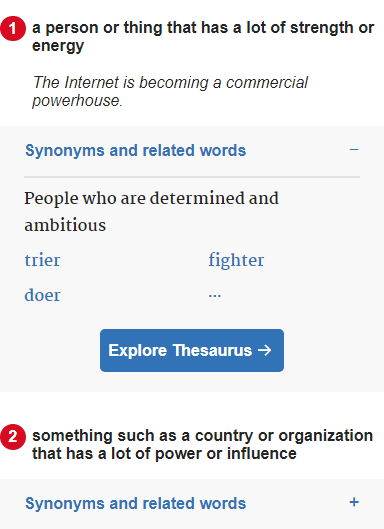 1 a person or thing that has a lot of strength or
energy
The Internet is becoming a commercial
powerhouse.
Synonyms and related words −
People who are determined and
ambitious
trier fighter
doer ...
Explore Thesaurus →
2 something such as a country or organization
that has a lot of power or influence
Synonyms and related words +